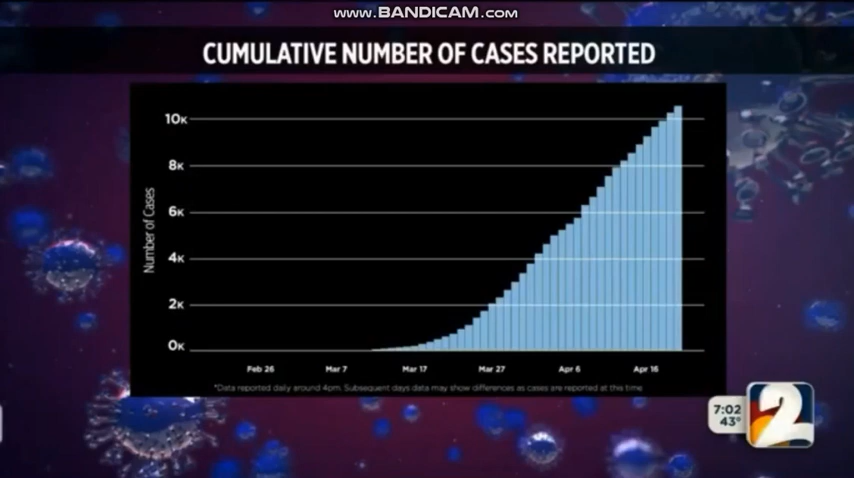 WWW.BANDICAM.COM
CUMULATIVE NUMBER OF CASES REPORTED
10K
8K
6K
4K
2K
0K
Number of Cases
Feb 26 Mar 7 Mar 17 Mar 27 Apr 6 Apr 16
*Data reported daily around 4pm. Subsequent days data may show differences as cases are reported at this time
7:02
43°
2